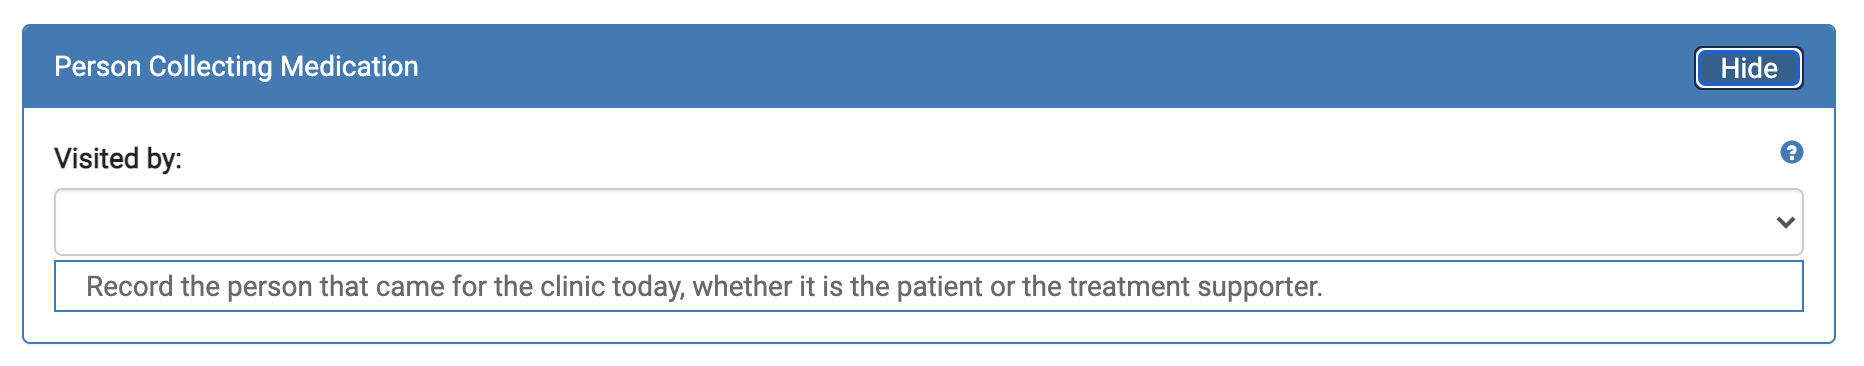 Person Collecting Medication
Hide
Visited by:
Record the person that came for the clinic today, whether it is the patient or the treatment supporter.